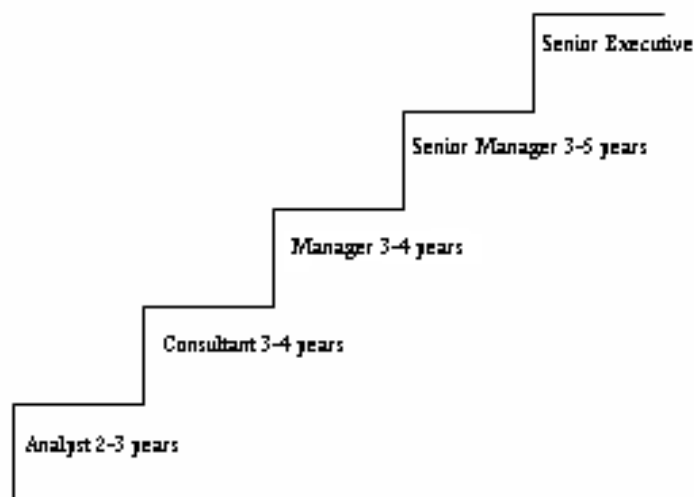 Senior Executive
Senior Manager 3-5 years
Manager 3-4 years
Consultant 3-4 years
Analyst 2-3 years